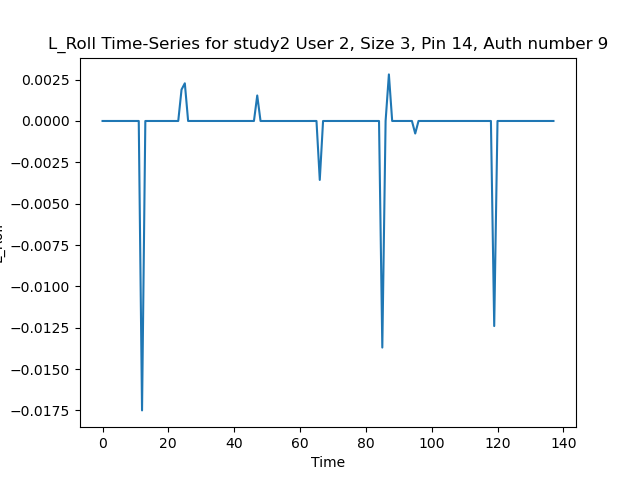 L_Roll Time-Series for study2 User 2, Size 3, Pin 14, Auth number 9
0.0025
0.0000
−0.0025
−0.0050
−0.0075
−0.0100
−0.0125
−0.0150
−0.0175
L_Roll
0 20 40 60 80 100 120 140
Time